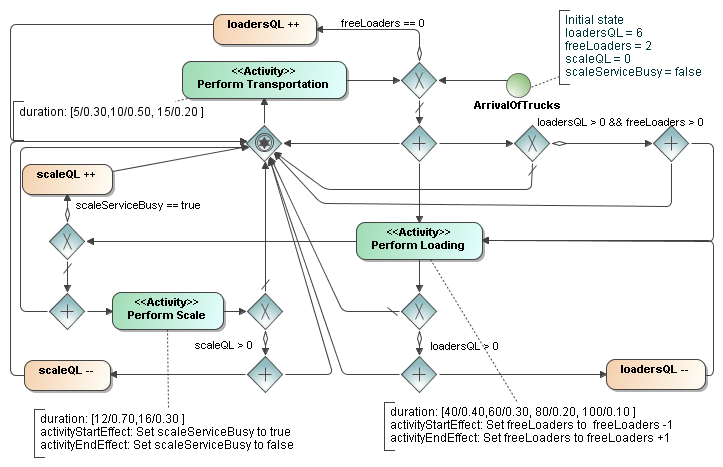 loadersQL ++
freeLoaders == 0
Initial state
loadersQL = 6
freeLoaders = 2
scaleQL = 0
scaleServiceBusy = false
<<Activity>>
Perform Transportation
X
ArrivalOfTrucks
duration: [5/0.30,10/0.50, 15/0.20 ]
loadersQL > 0 && freeLoaders > 0
X
scaleQL ++
scaleServiceBusy == true
X
<<Activity>>
Perform Loading
<<Activity>>
Perform Scale
X
X
scaleQL > 0
loadersQL > 0
scaleQL --
loadersQL --
duration: [12/0.70,16/0.30 ]
activityStartEffect: Set scaleServiceBusy to true
activityEndEffect: Set scaleServiceBusy to false
duration: [40/0.40,60/0.30, 80/0.20, 100/0.10 ]
activityStartEffect: Set freeLoaders to  freeLoaders -1
activityEndEffect: Set freeLoaders to freeLoaders +1